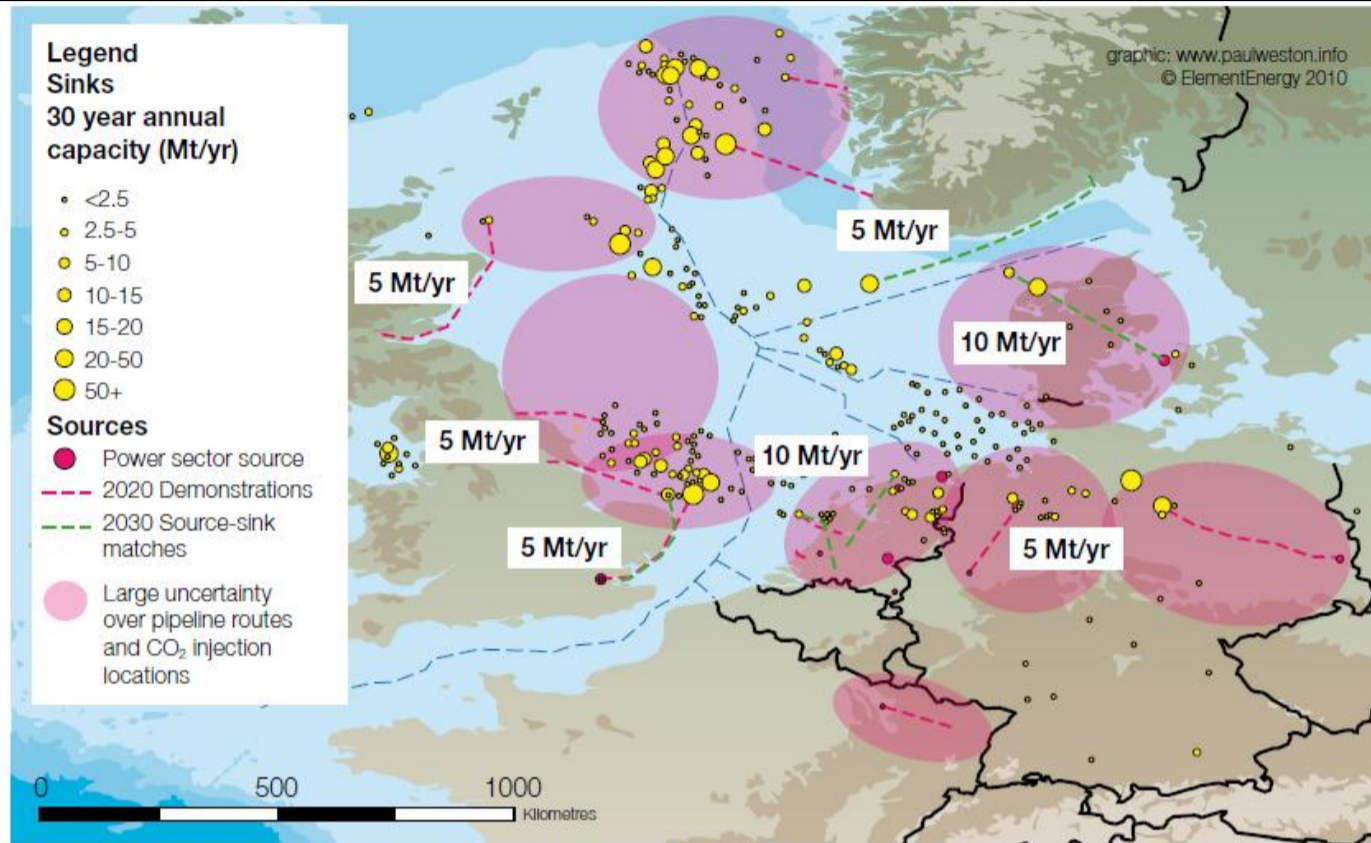 Legend
Sinks
30 year annual
capacity (Mt/yr)
<2.5
2.5-5
5-10
10-15
15-20
20-50
50+
Sources
Power sector source
2020 Demonstrations
2030 Source-sink
matches
Large uncertainty
over pipeline routes
and CO₂ injection
locations
graphic: www.paulweston.info
© ElementEnergy 2010
5 Mt/yr
5 Mt/yr
10 Mt/yr
5 Mt/yr
10 Mt/yr
5 Mt/yr
5 Mt/yr
0 500 1000
Kilometres